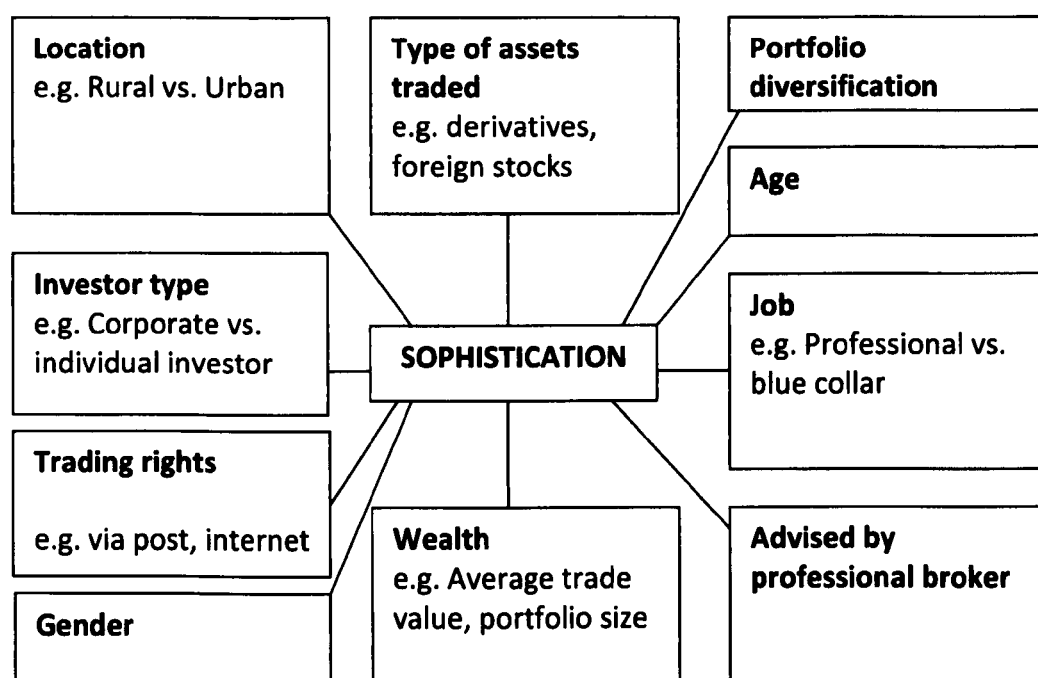 Location
e.g. Rural vs. Urban
Type of assets
traded
e.g. derivatives,
foreign stocks
Portfolio
diversification
Age
Investor type
e.g. Corporate vs.
individual investor
SOPHISTICATION
Job
e.g. Professional vs.
blue collar
Trading rights
e.g. via post, internet
Wealth
e.g. Average trade
value, portfolio size
Advised by
professional broker
Gender